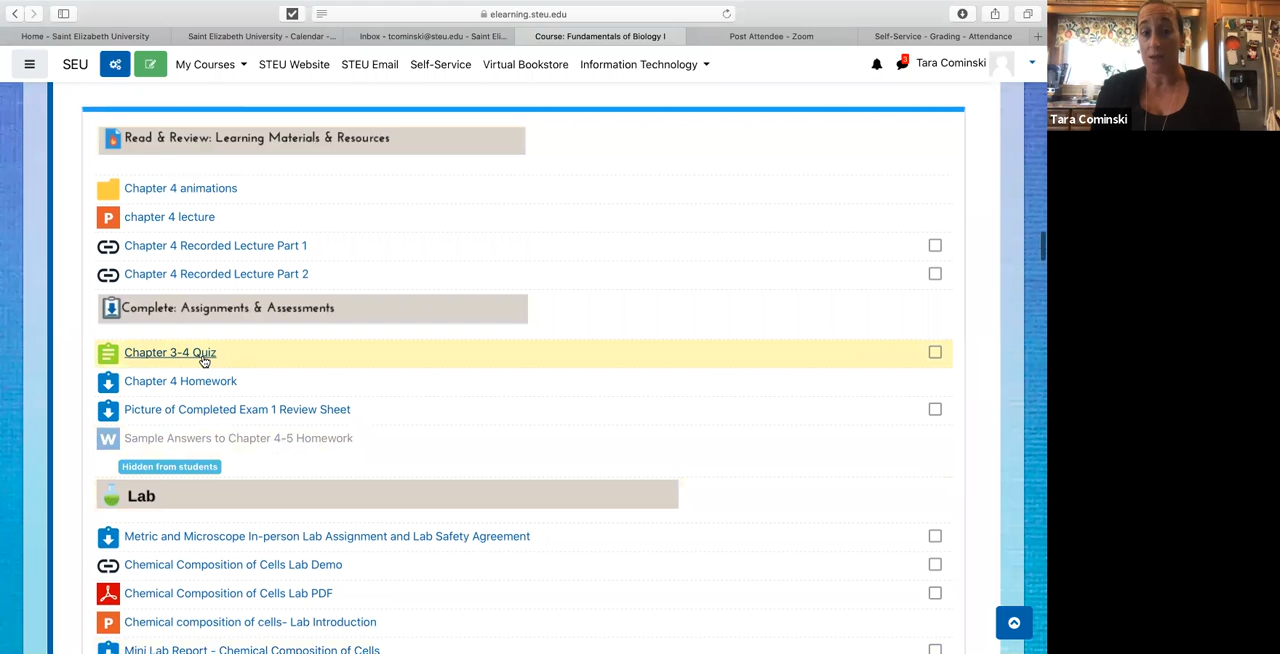 elearning.steu.edu
Home - Saint Elizabeth University
Saint Elizabeth University - Calendar -...
Inbox - tcominski@steu.edu - Saint Eli...
Course: Fundamentals of Biology I
Post Attendee - Zoom
Self-Service - Grading - Attendance
SEU
My Courses
STEU Website
STEU Email
Self-Service
Virtual Bookstore
Information Technology
3
Tara Cominski
Tara Cominski
Read & Review: Learning Materials & Resources
Chapter 4 animations
P
chapter 4 lecture
Chapter 4 Recorded Lecture Part 1
Chapter 4 Recorded Lecture Part 2
Complete: Assignments & Assessments
Chapter 3-4 Quiz
Chapter 4 Homework
Picture of Completed Exam 1 Review Sheet
W
Sample Answers to Chapter 4-5 Homework
Hidden from students
Lab
Metric and Microscope In-person Lab Assignment and Lab Safety Agreement
Chemical Composition of Cells Lab Demo
Chemical Composition of Cells Lab PDF
P
Chemical composition of cells- Lab Introduction
Mini Lab Report - Chemical Composition of Cells